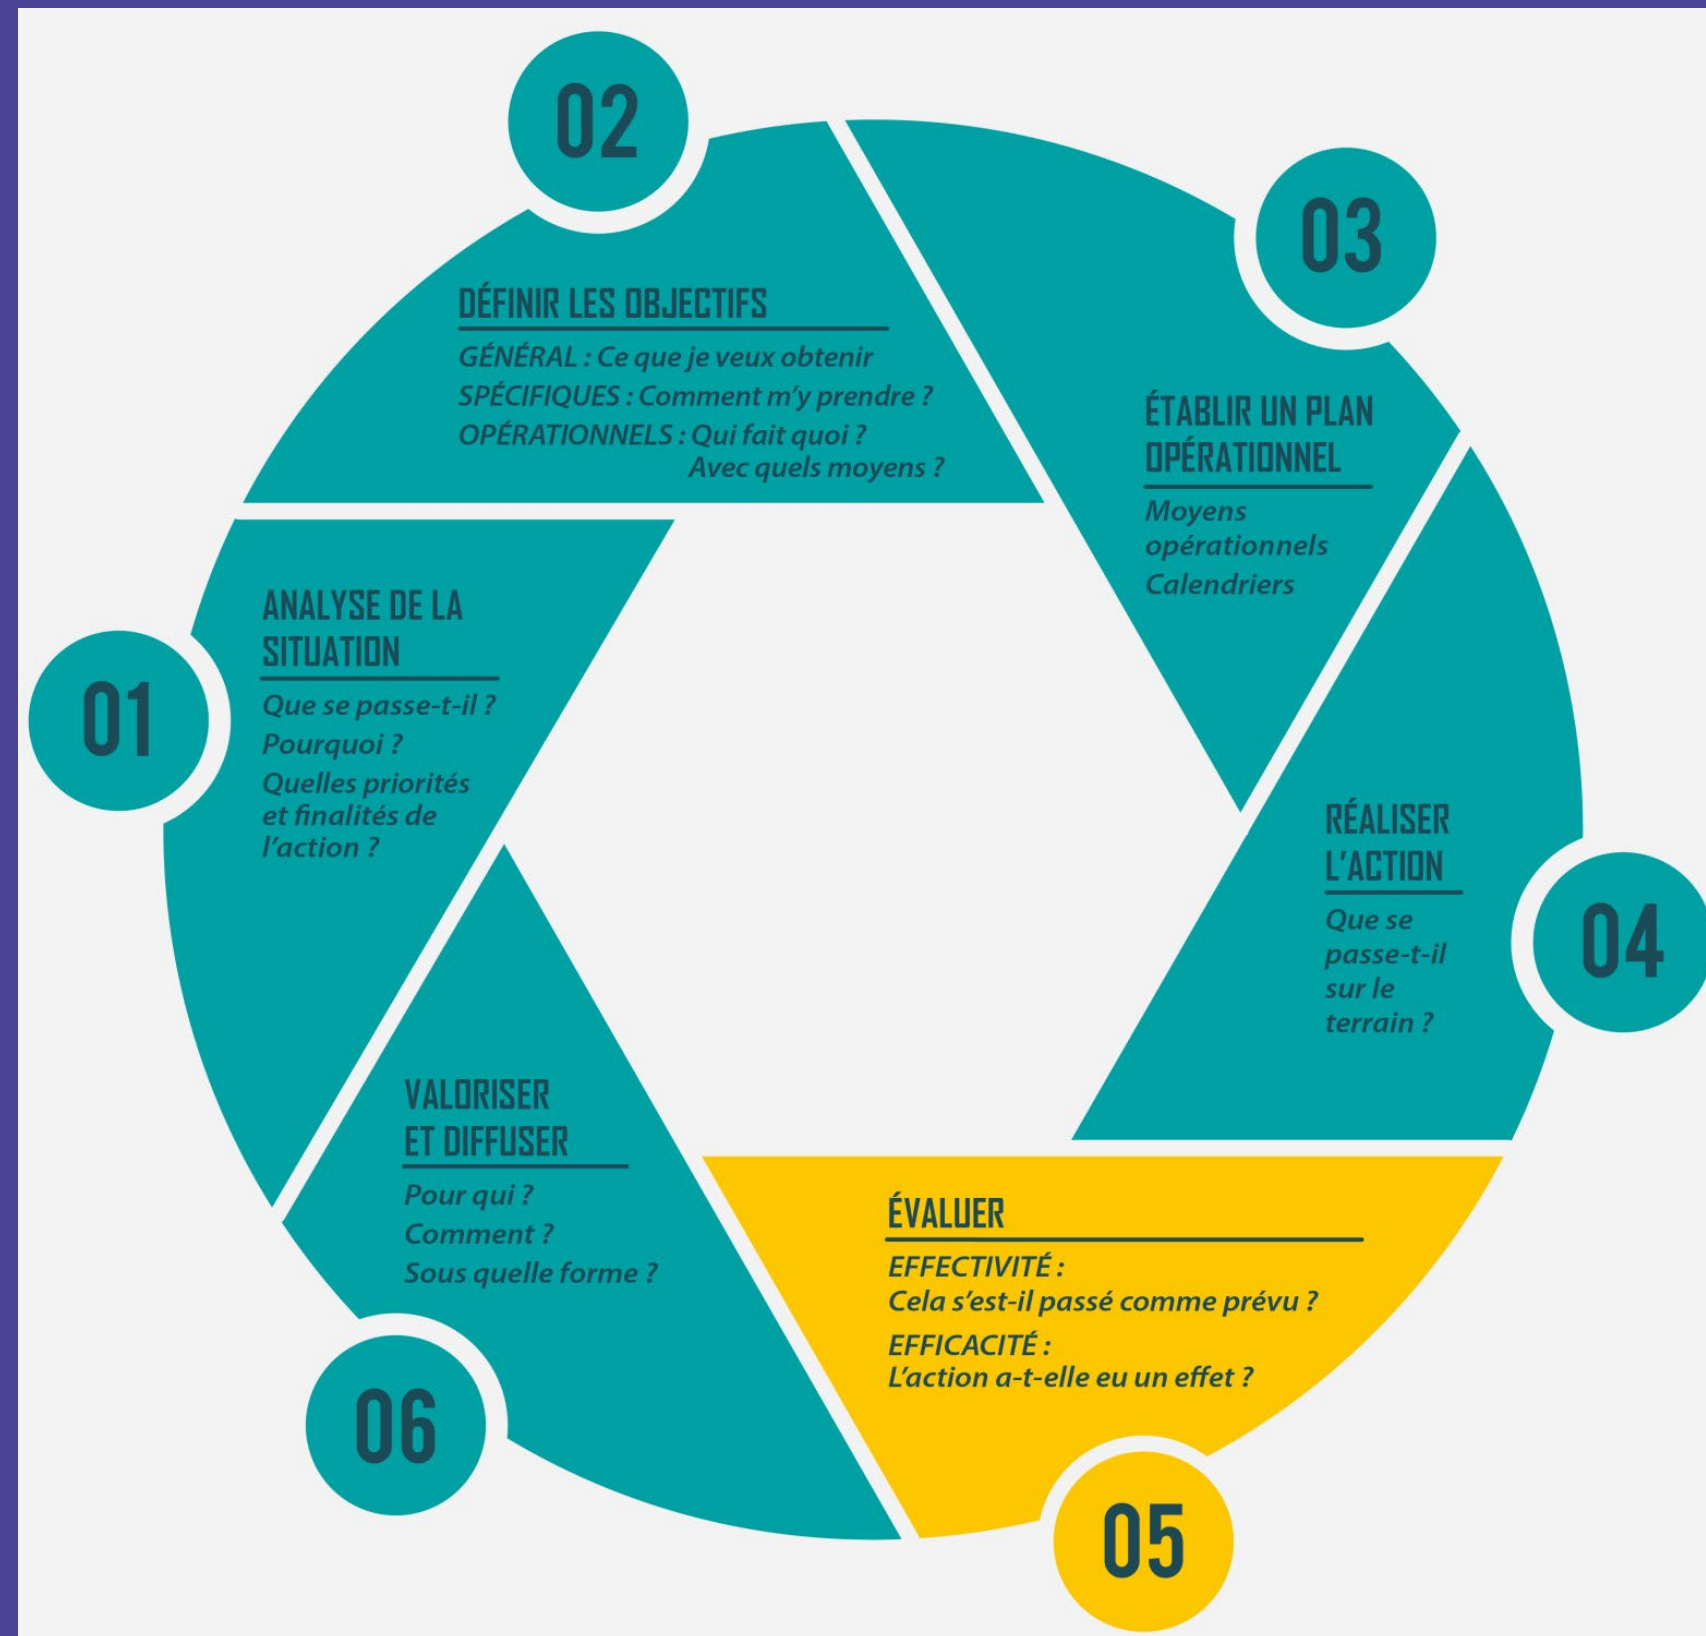 01
ANALYSE DE LA
SITUATION
Que se passe-t-il ?
Pourquoi ?
Quelles priorités
et finalités de
l'action ?
02
DÉFINIR LES OBJECTIFS
GÉNÉRAL : Ce que je veux obtenir
SPÉCIFIQUES : Comment m'y prendre ?
OPÉRATIONNELS : Qui fait quoi ?
Avec quels moyens ?
03
ÉTABLIR UN PLAN
OPÉRATIONNEL
Moyens
opérationnels
Calendriers
04
RÉALISER
L'ACTION
Que se
passe-t-il
sur le
terrain ?
05
ÉVALUER
EFFECTIVITÉ :
Cela s'est-il passé comme prévu ?
EFFICACITÉ :
L'action a-t-elle eu un effet ?
06
VALORISER
ET DIFFUSER
Pour qui ?
Comment ?
Sous quelle forme ?